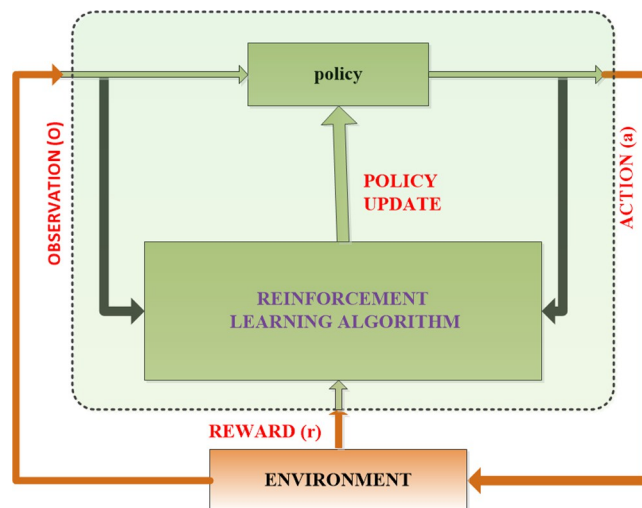 policy
OBSERVATION (O)
POLICY
UPDATE
ACTION (a)
REINFORCEMENT
LEARNING ALGORITHM
REWARD (r)
ENVIRONMENT